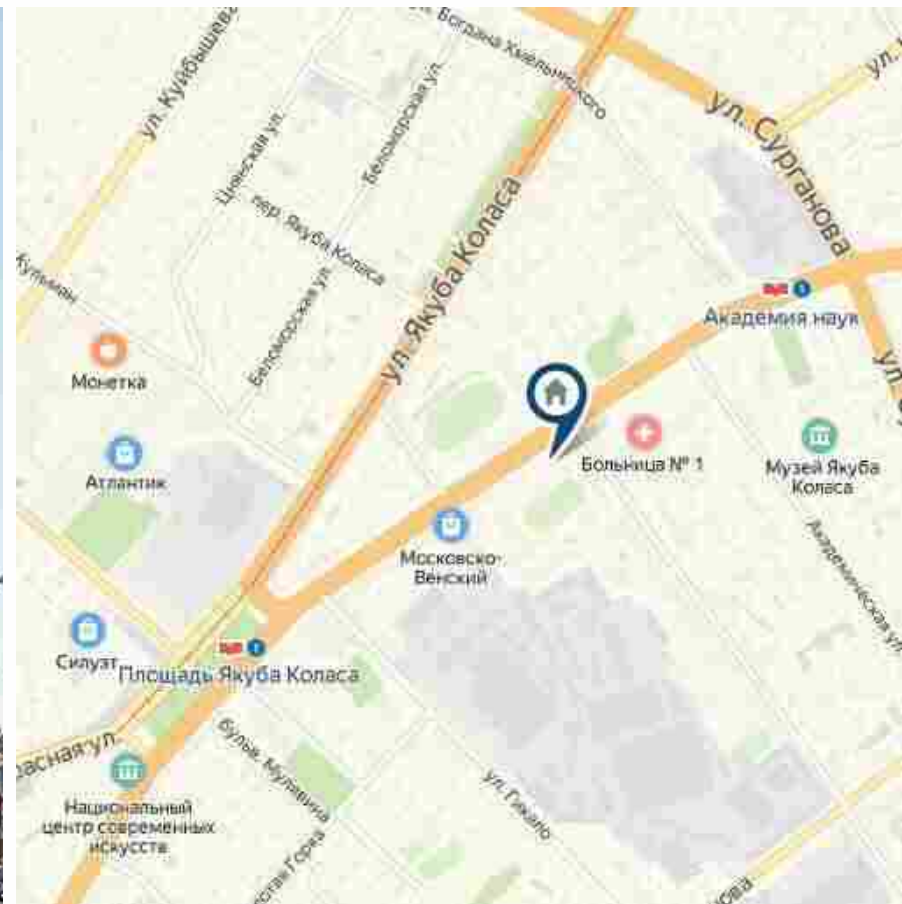 ул. Куйбышева
Богдана Хмельницкого
Беломорская ул.
Цнянская ул.
ул. Сурганова
пер. Якуба Коласа
ул. Якуба Коласа
Кульман
Беломорская ул.
Академия наук
Монетка
Атлантик
Больница № 1
Музей Якуба
Коласа
Московско-
Венский
Академическая ул.
Силуэт
Площадь Якуба Коласа
бульв. Мулявина
ул. Гикало
Национальный
центр современных
искусств